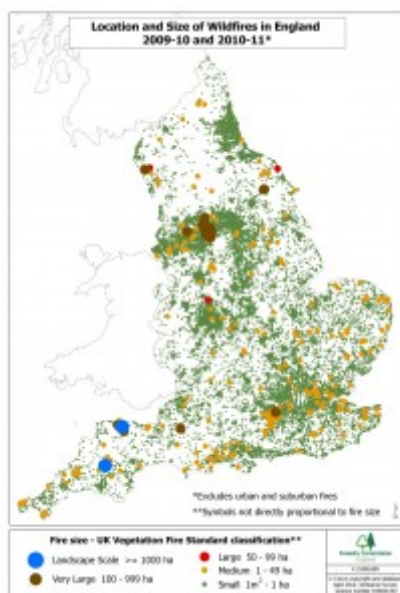 Location and Size of Wildfires in England
2009-10 and 2010-11*
*Excludes urban and suburban fires
**Symbols not directly proportional to fire size
Fire size - UK Vegetation Fire Standard classification**
Landscape Scale >= 1000 ha
Very Large 100 - 999 ha
Large 50 - 99 ha
Medium 1 - 49 ha
Small 1m² - 1 ha
Forestry Commission